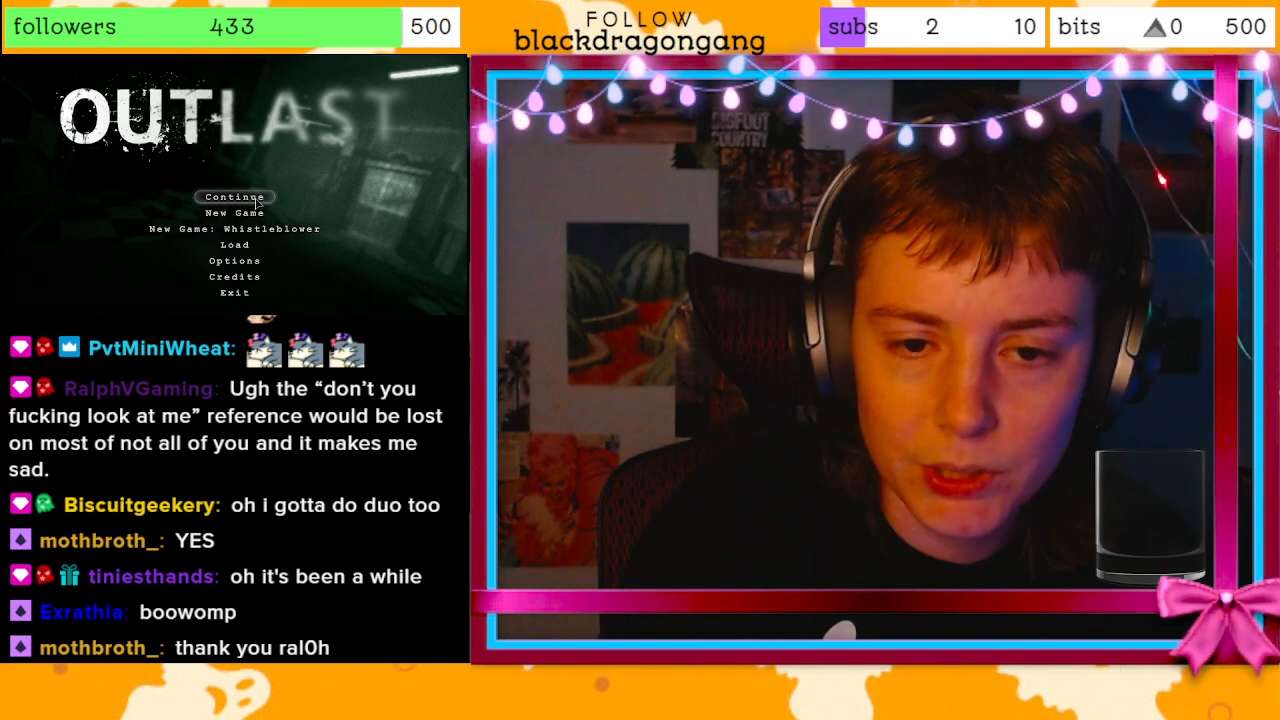 followers 433 500
FOLLOW
blackdragongang
subs 2 10
bits 0 500
OUTLAST
Continue
New Game
New Game: Whistleblower
Load
Options
Credits
Exit
BIGFOOT
COUNTRY
PvtMiniWheat:
RalphVGaming: Ugh the “don’t you
fucking look at me” reference would be lost
on most of not all of you and it makes me
sad.
Biscuitgeekery: oh i gotta do duo too
mothbroth_: YES
tiniesthands: oh it's been a while
Exrathia: boowomp
mothbroth_: thank you ral0h